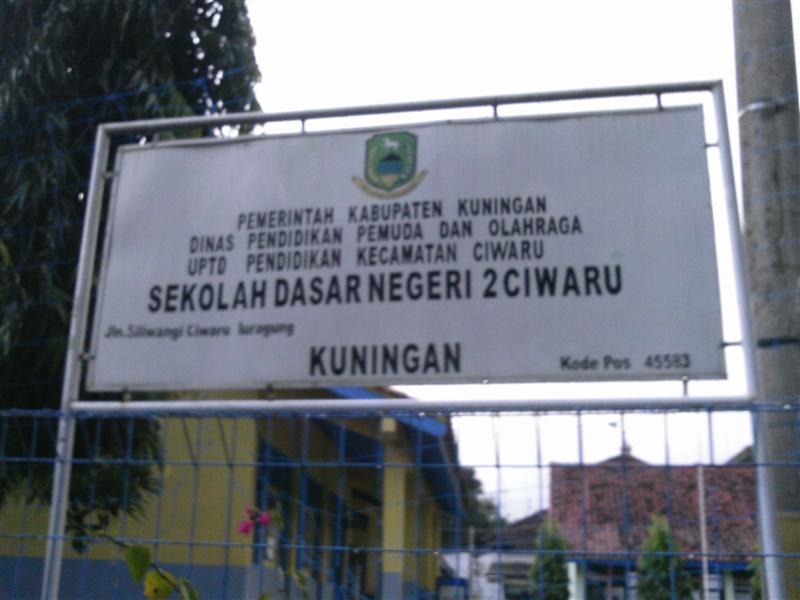 PEMERINTAH KABUPATEN KUNINGAN
DINAS PENDIDIKAN PEMUDA DAN OLAHRAGA
UPTD PENDIDIKAN KECAMATAN CIWARU
SEKOLAH DASAR NEGERI 2 CIWARU
Jln.Siliwangi Ciwaru luragung
KUNINGAN
Kode Pos 45583